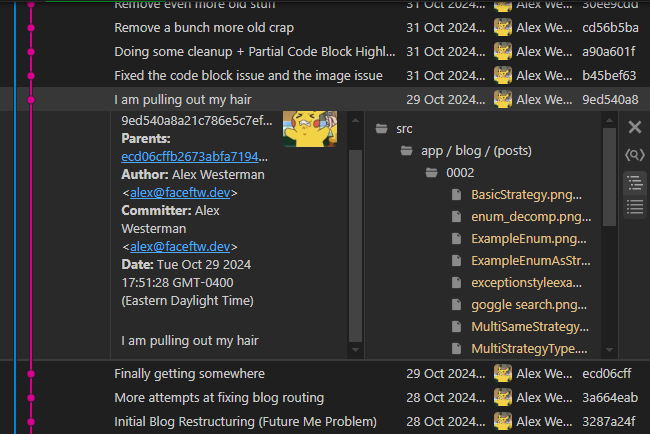 Remove even more old stuff 31 Oct 2024... Alex We... 30ee9cdd
Remove a bunch more old crap 31 Oct 2024... Alex We... cd56b5ba
Doing some cleanup + Partial Code Block Highl... 31 Oct 2024... Alex We... a90a601f
Fixed the code block issue and the image issue 31 Oct 2024... Alex We... b45bef63
I am pulling out my hair 29 Oct 2024... Alex We... 9ed540a8
9ed540a8a21c786e5c7ef...
Parents:
ecd06cffb2673abfa7194...
Author: Alex Westerman
<alex@faceftw.dev>
Committer: Alex
Westerman
<alex@faceftw.dev>
Date: Tue Oct 29 2024
17:51:28 GMT-0400
(Eastern Daylight Time)
I am pulling out my hair
src
app / blog / (posts)
0002
BasicStrategy.png...
enum_decomp.png...
ExampleEnum.png...
ExampleEnumAsStr...
exceptionstyleexa...
goggle search.png...
MultiSameStrategy...
MultiStrategyType....
Finally getting somewhere 29 Oct 2024... Alex We... ecd06cff
More attempts at fixing blog routing 28 Oct 2024... Alex We... 3a664eab
Initial Blog Restructuring (Future Me Problem) 28 Oct 2024... Alex We... 3287a24f